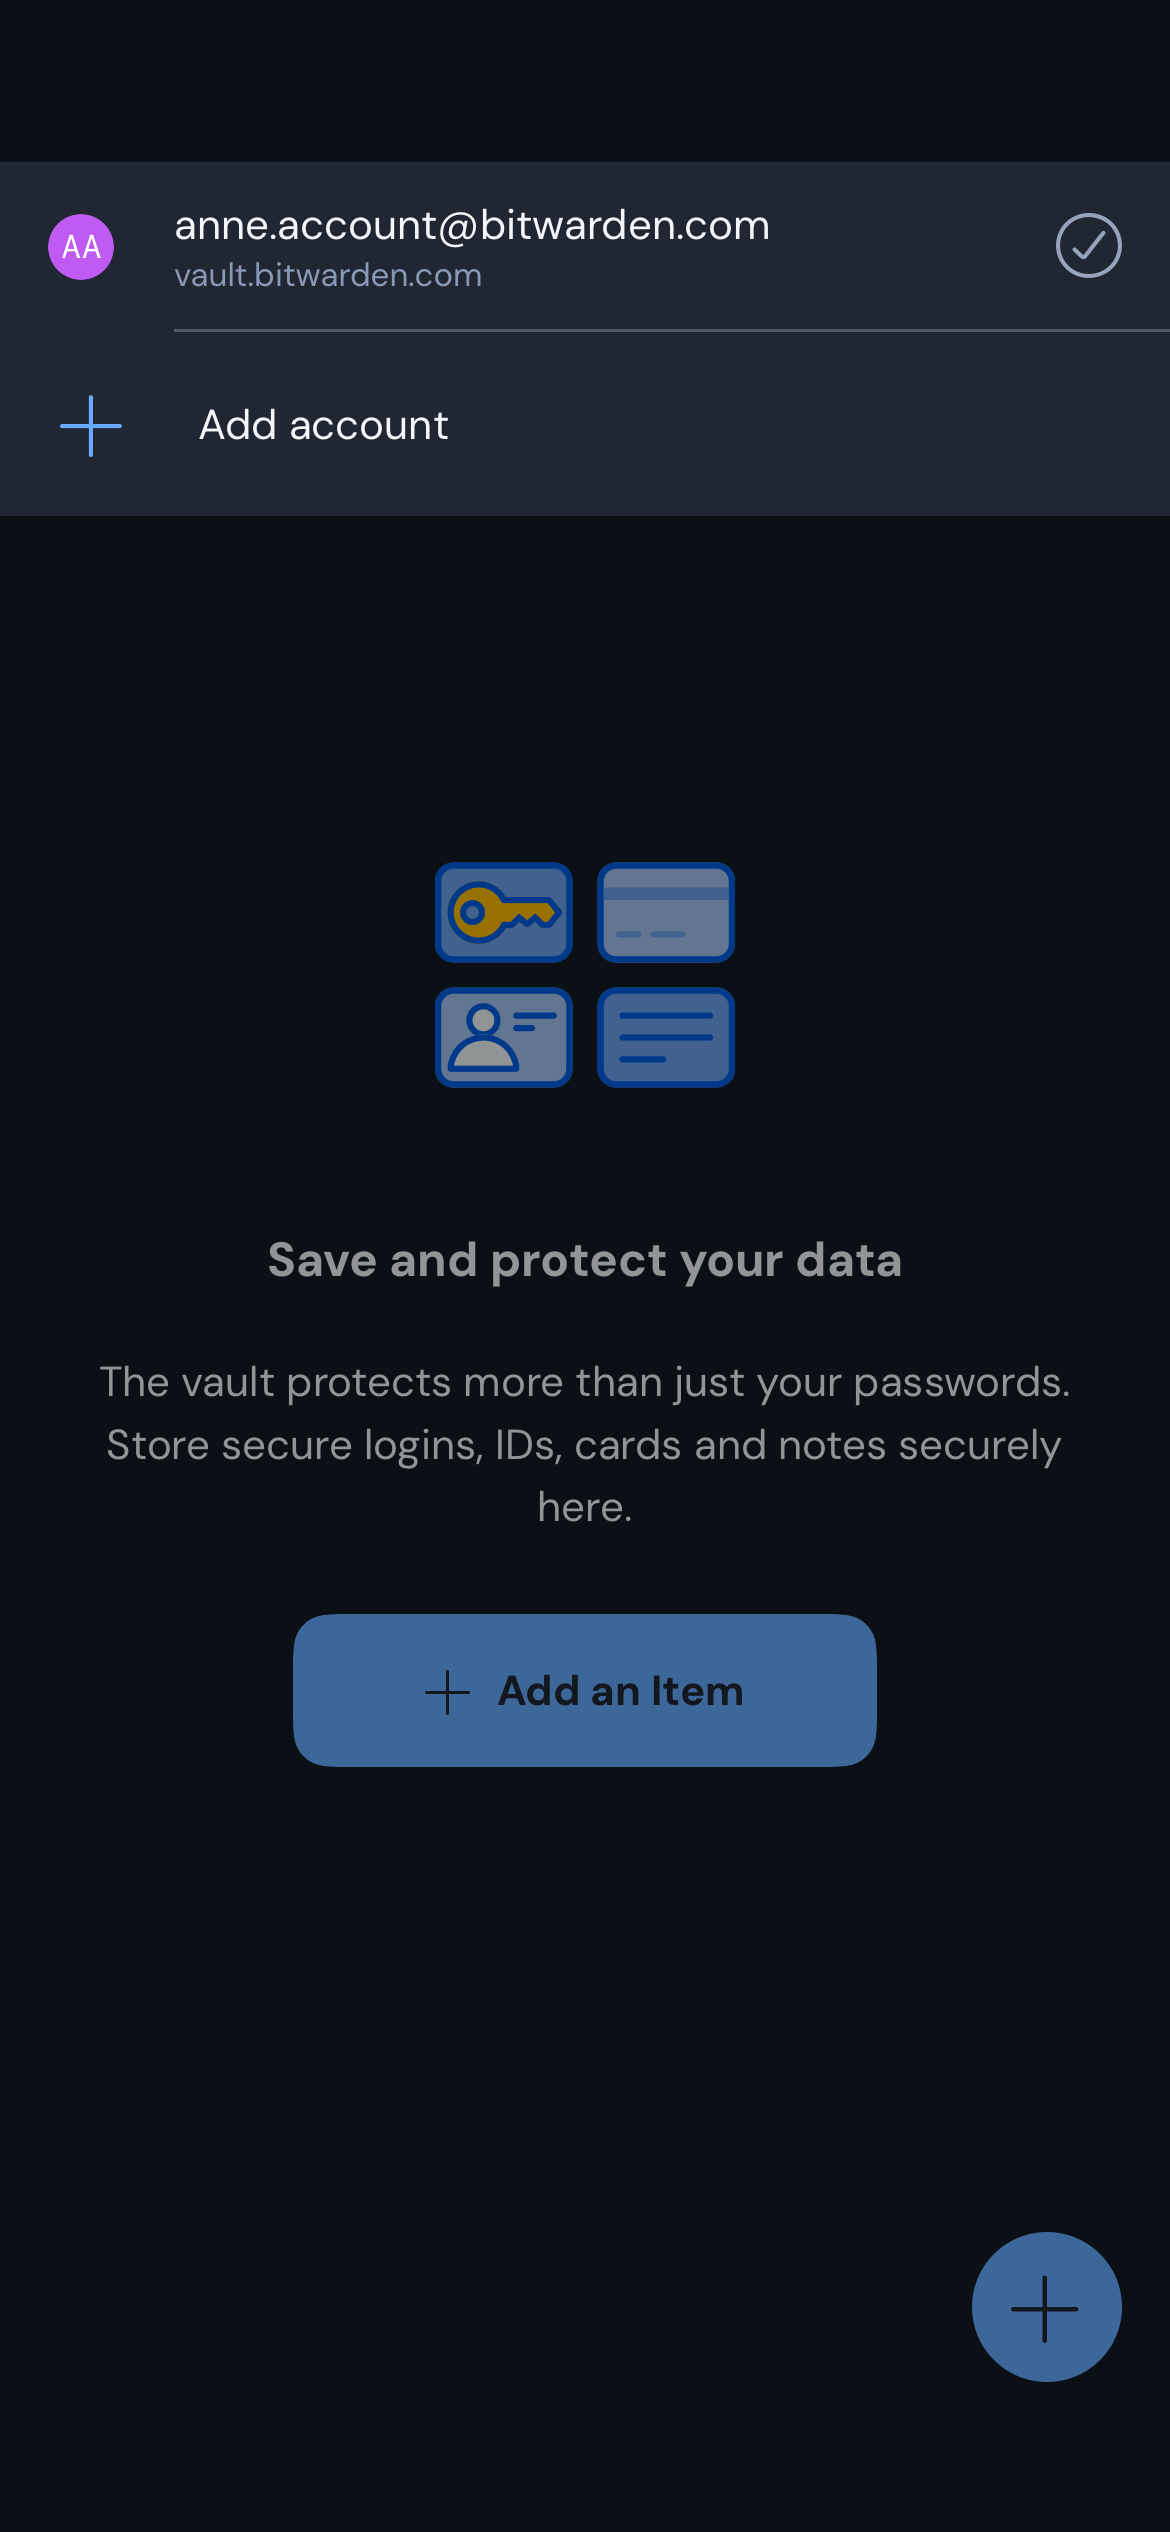 AA
anne.account@bitwarden.com
vault.bitwarden.com
Add account
Save and protect your data
The vault protects more than just your passwords.
Store secure logins, IDs, cards and notes securely
here.
Add an Item